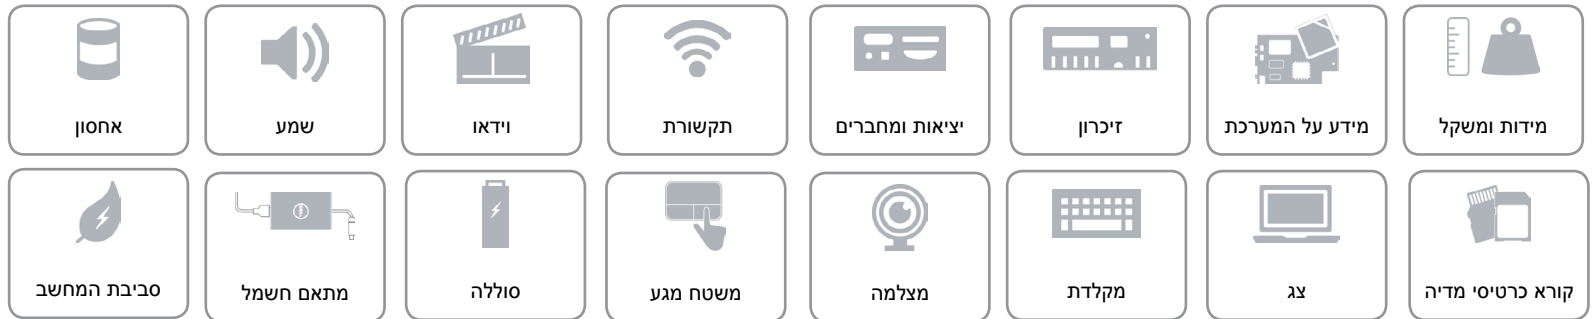 מידות ומשקל
מידע על המערכת
זיכרון
יציאות ומחברים
תקשורת
וידאו
שמע
אחסון
קורא כרטיסי מדיה
צג
מקלדת
מצלמה
משטח מגע
סוללה
מתאם חשמל
סביבת המחשב